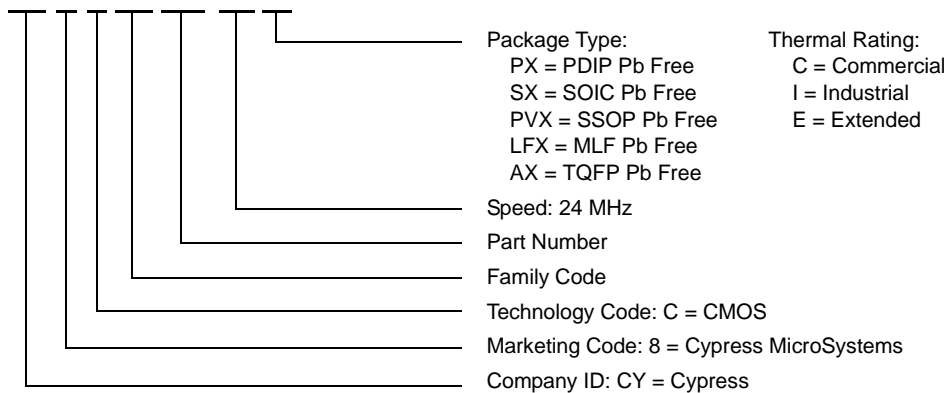 Package Type:
PX = PDIP Pb Free
SX = SOIC Pb Free
PVX = SSOP Pb Free
LFX = MLF Pb Free
AX = TQFP Pb Free
Thermal Rating:
C = Commercial
I = Industrial
E = Extended
Speed: 24 MHz
Part Number
Family Code
Technology Code: C = CMOS
Marketing Code: 8 = Cypress MicroSystems
Company ID: CY = Cypress